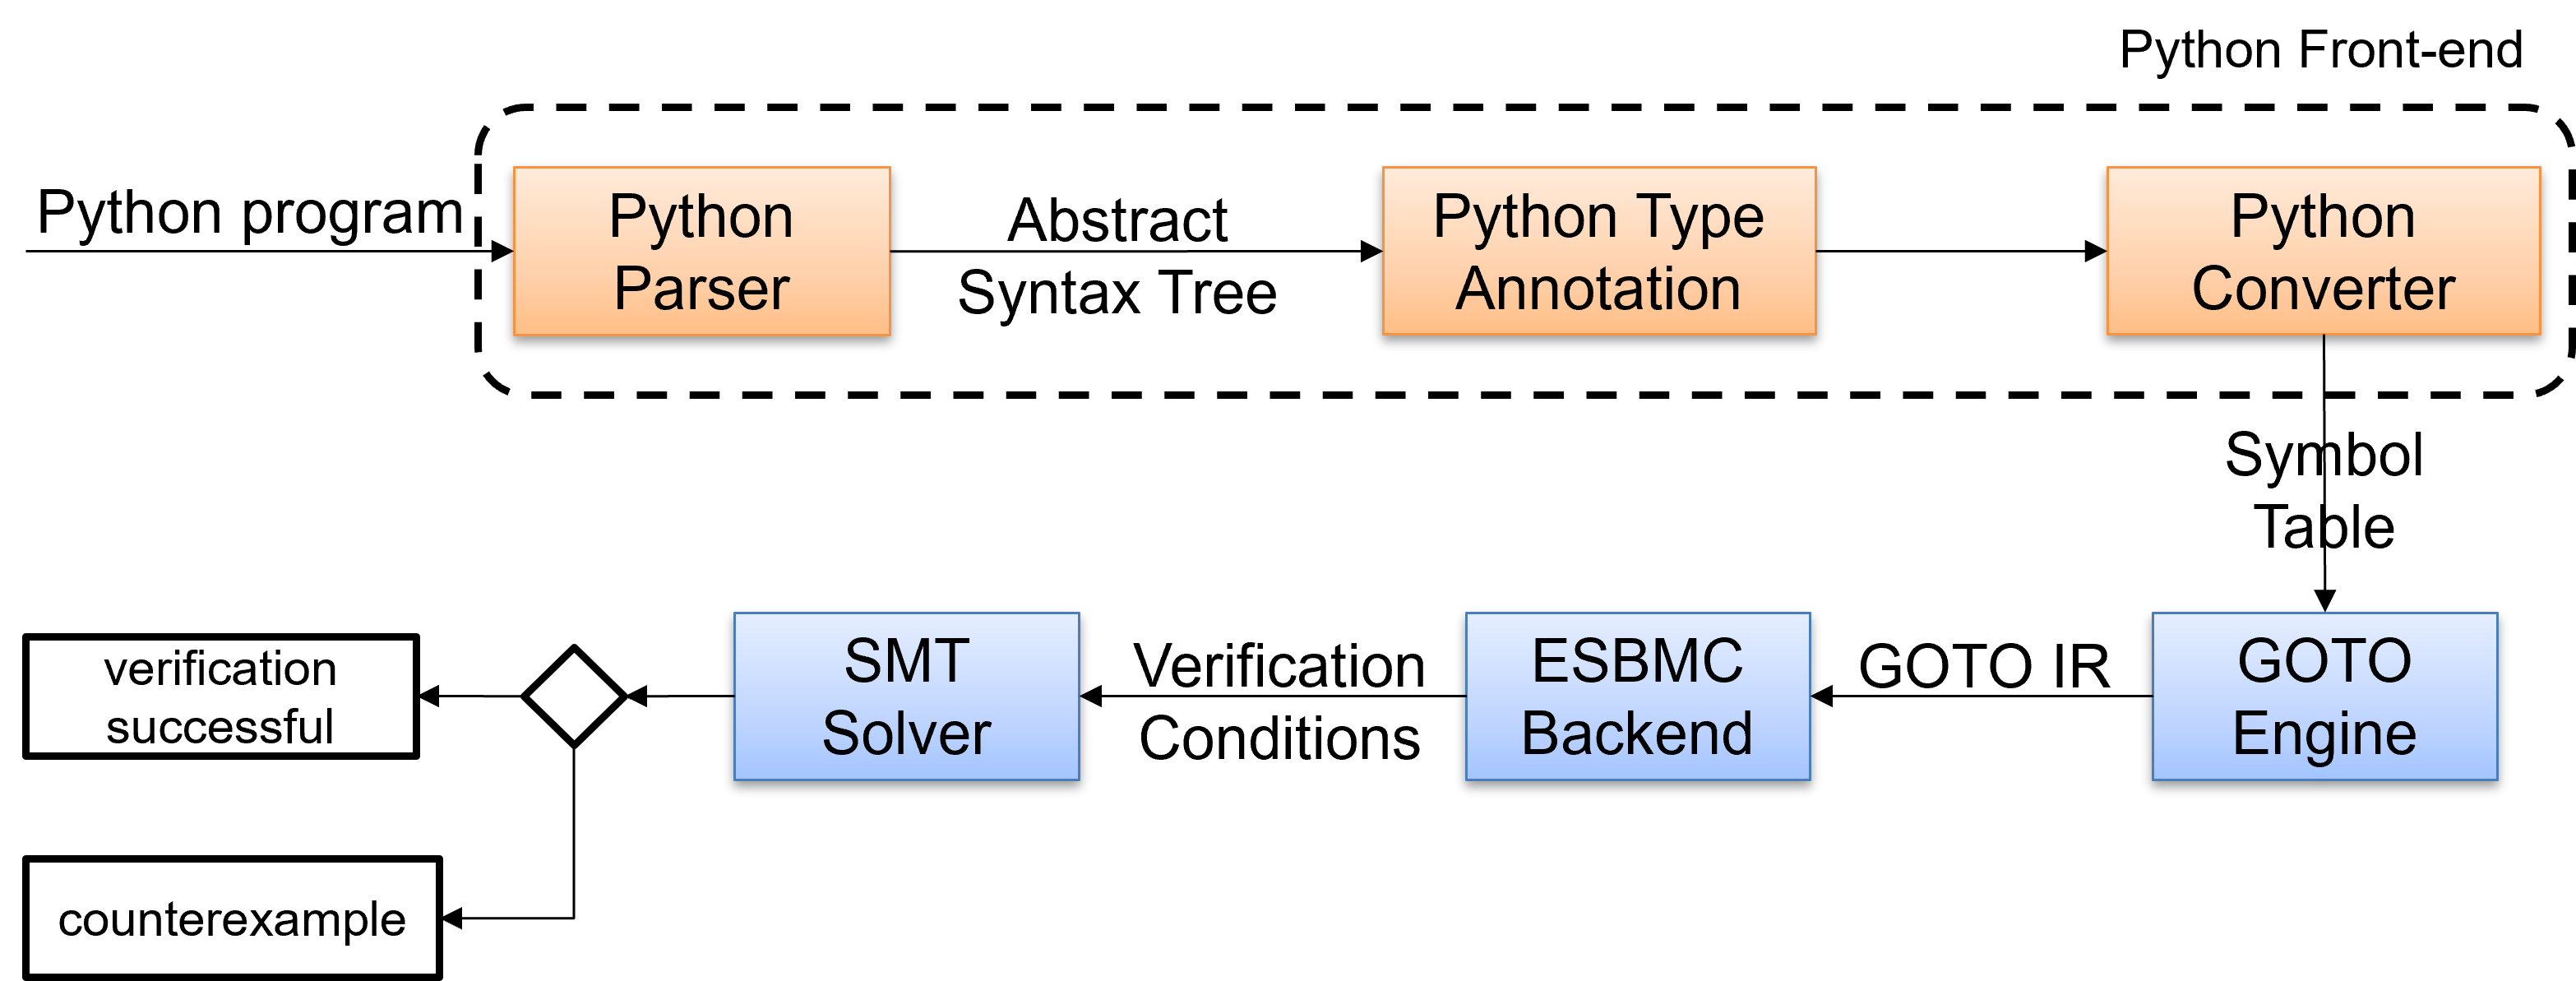 Python Front-end
Python program
Python
Parser
Abstract
Syntax Tree
Python Type
Annotation
Python
Converter
Symbol
Table
GOTO
Engine
GOTO IR
ESBMC
Backend
Verification
Conditions
SMT
Solver
verification
successful
counterexample